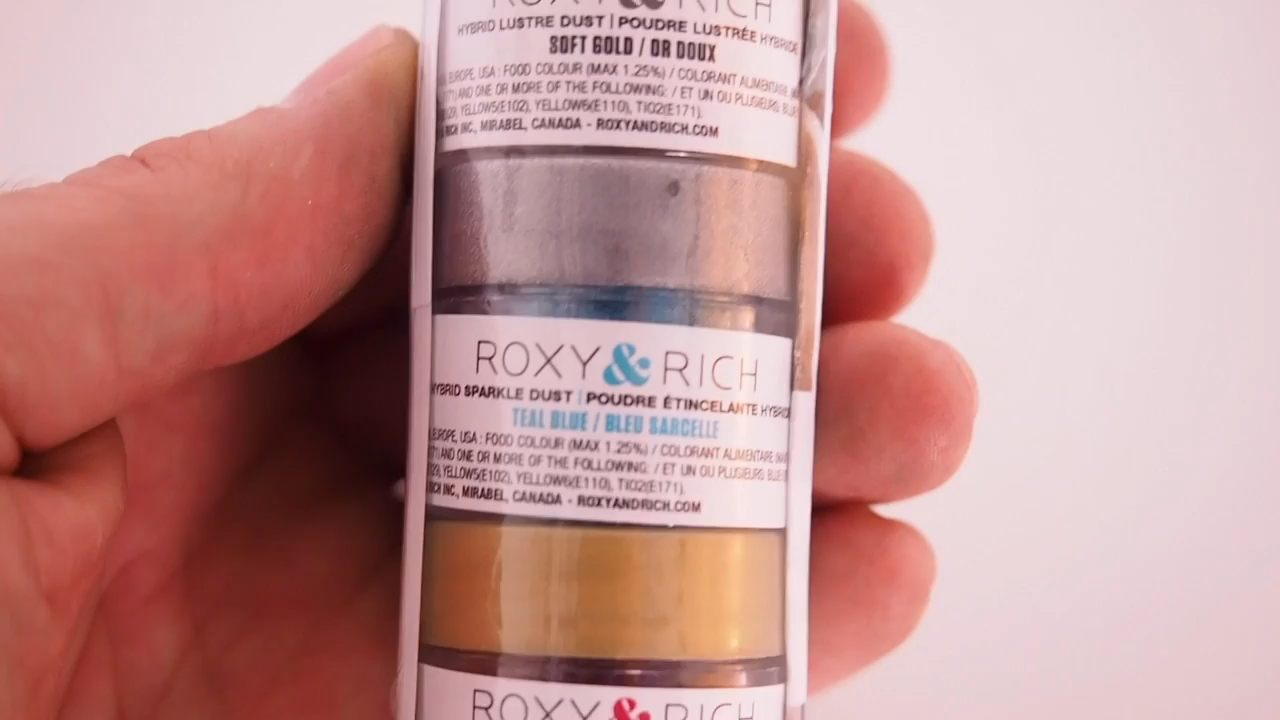 ROXY & RICH
HYBRID LUSTRE DUST | POUDRE LUSTRÉE HYBRIDE
SOFT GOLD / OR DOUX
EUROPE, USA : FOOD COLOUR (MAX 1.25%) / COLORANT ALIMENTAIRE
AND ONE OR MORE OF THE FOLLOWING: / ET UN OU PLUSIEURS
YELLOW5(E102), YELLOW6(E110), TIO2(E171).
RICH INC., MIRABEL, CANADA - ROXYANDRICH.COM
ROXY & RICH
HYBRID SPARKLE DUST | POUDRE ÉTINCELANTE HYBRID
TEAL BLUE / BLEU SARCELLE
EUROPE, USA : FOOD COLOUR (MAX 1.25%) / COLORANT ALIMENTAIRE
AND ONE OR MORE OF THE FOLLOWING: / ET UN OU PLUSIEURS
YELLOW5(E102), YELLOW6(E110), TIO2(E171).
RICH INC., MIRABEL, CANADA - ROXYANDRICH.COM
ROXY & RICH